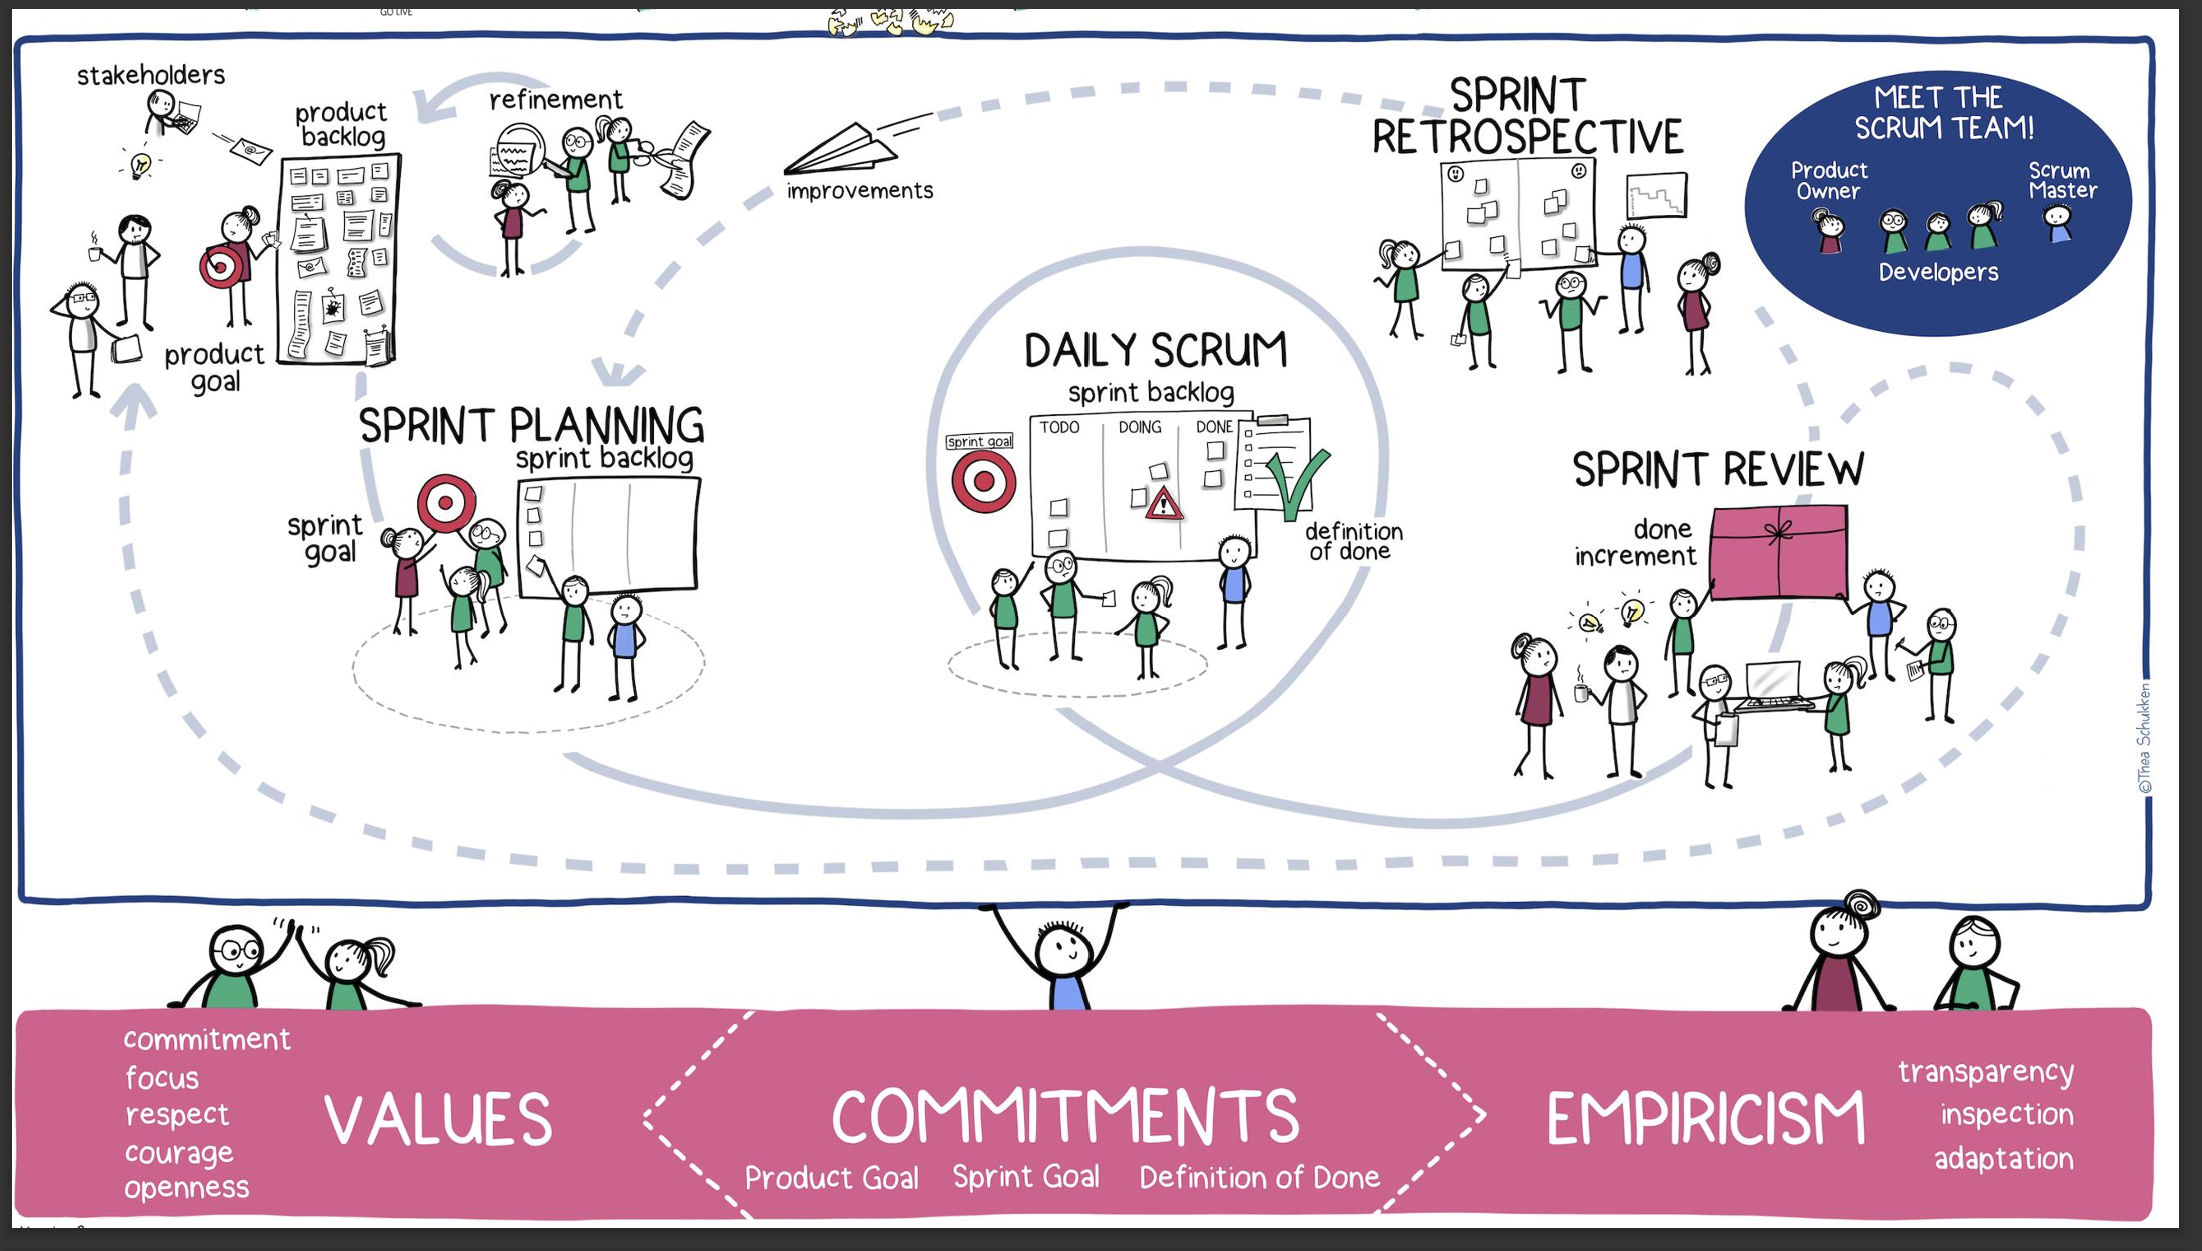 GO LIVE
stakeholders
product
backlog
refinement
improvements
SPRINT
RETROSPECTIVE
MEET THE
SCRUM TEAM!
Product
Owner
Scrum
Master
Developers
product
goal
SPRINT PLANNING
sprint backlog
sprint
goal
DAILY SCRUM
sprint backlog
sprint goal
TODO
DOING
DONE
definition
of done
SPRINT REVIEW
done
increment
©Thea Schukken
commitment
focus
respect
courage
openness
VALUES
COMMITMENTS
Product Goal
Sprint Goal
Definition of Done
EMPIRICISM
transparency
inspection
adaptation